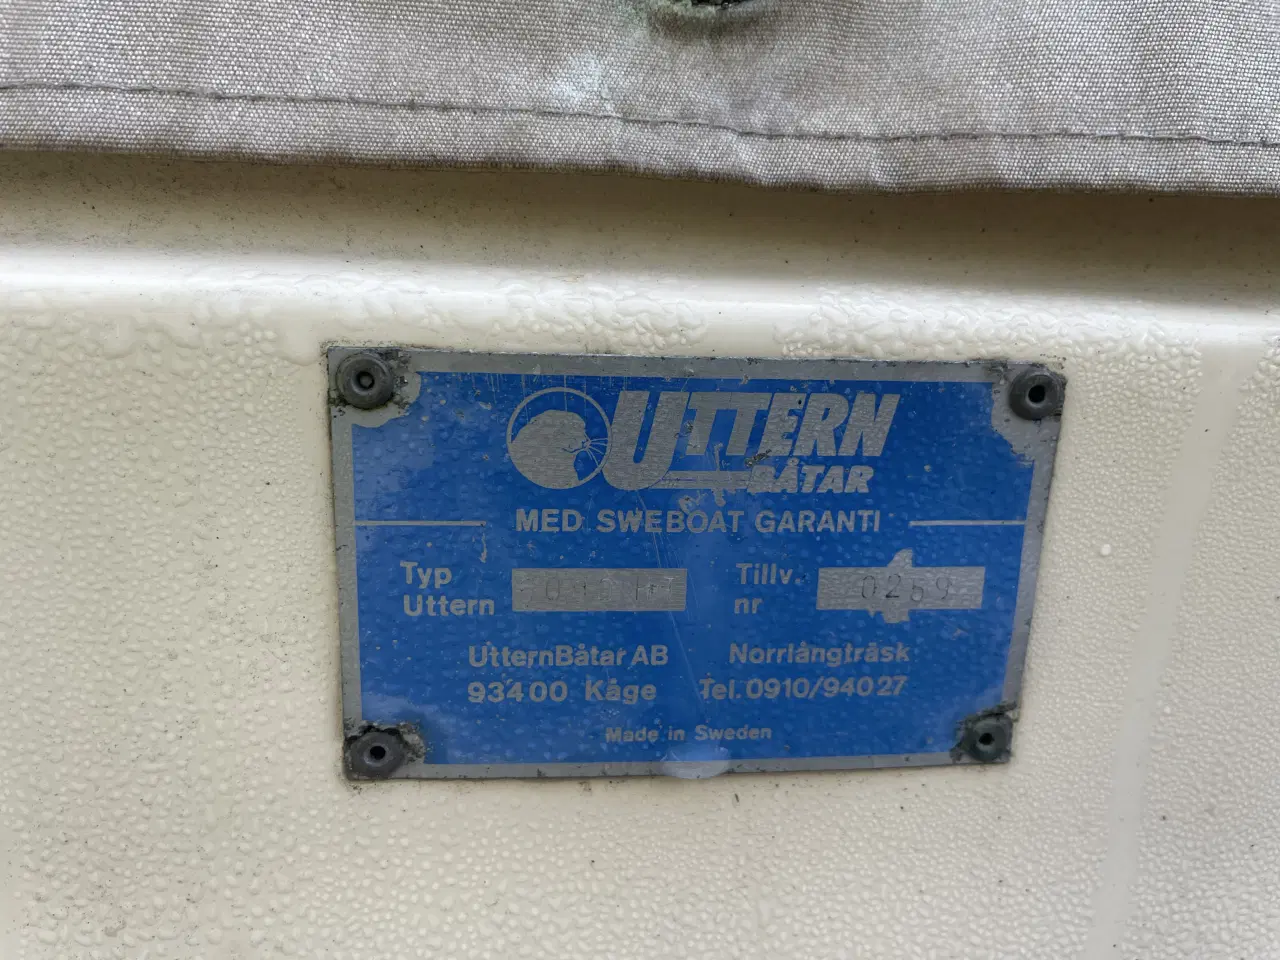 UTTERN
BÅTAR
MED SWEBOAT GARANTI
Typ
Uttern
Tillv.
nr
0259
UtternBåtar AB
93400 Kåge
Norrlångträsk
Tel. 0910/94027
Made in Sweden